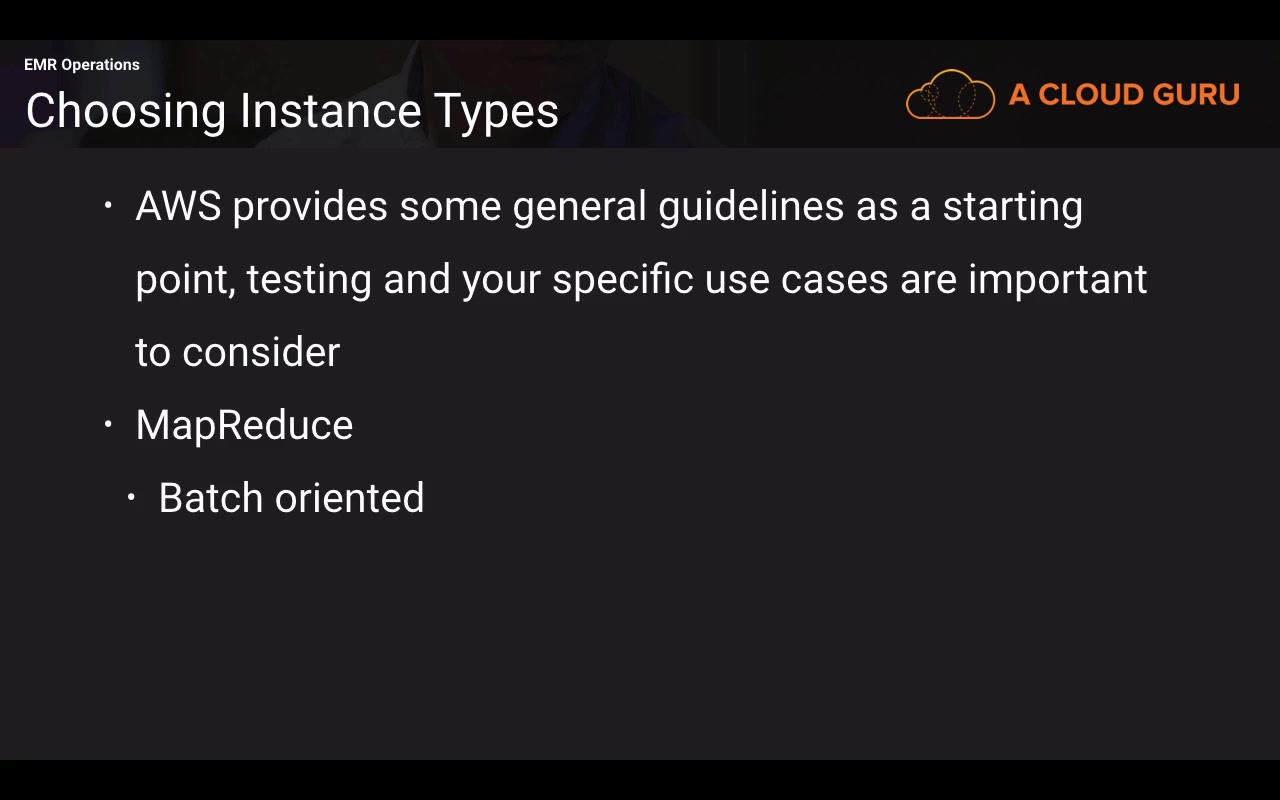 EMR Operations
Choosing Instance Types
A CLOUD GURU
• AWS provides some general guidelines as a starting
point, testing and your specific use cases are important
to consider
• MapReduce
• Batch oriented